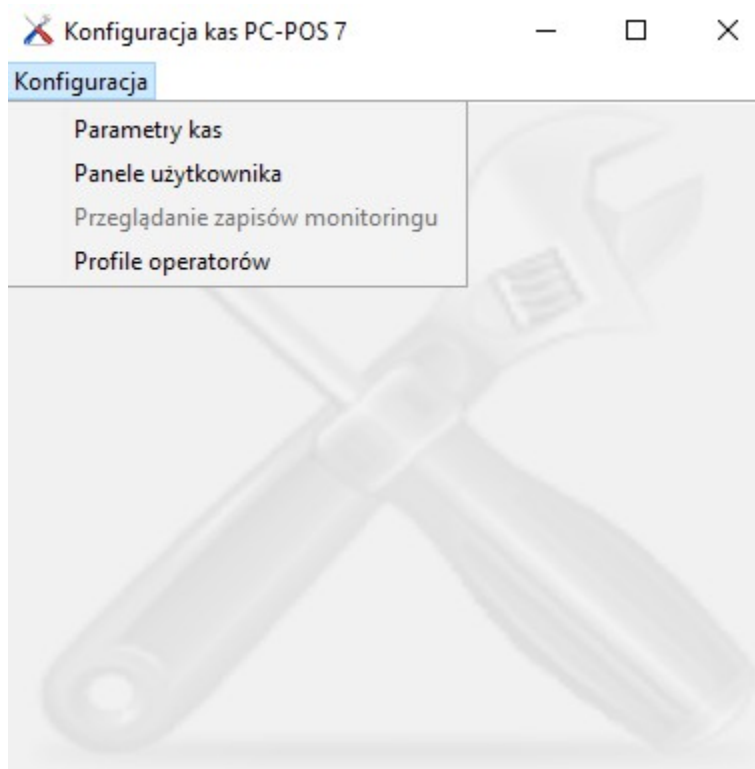 Konfiguracja kas PC-POS 7
Konfiguracja
Parametry kas
Panele użytkownika
Przeglądanie zapisów monitoringu
Profile operatorów